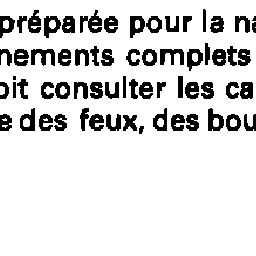 préparée pour la na
nements complets
oit consulter les ca
e des feux, des bou